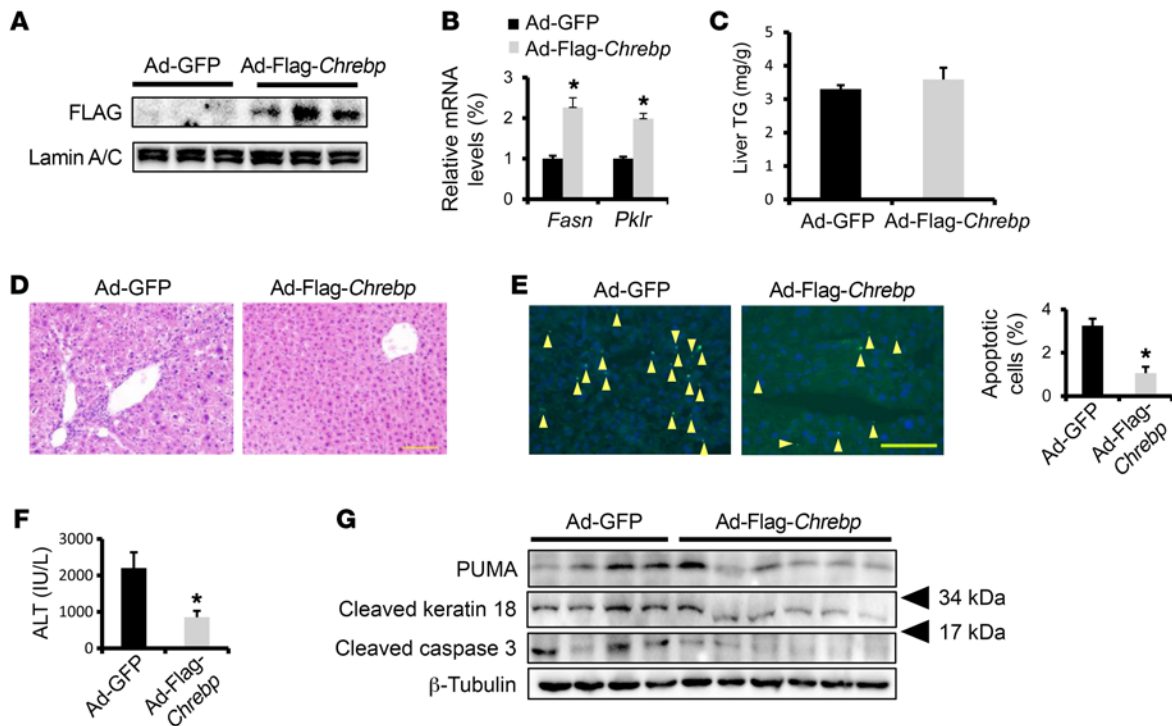 A
Ad-GFP
Ad-Flag-Chrebp
FLAG
Lamin A/C
B
Ad-GFP
Ad-Flag-Chrebp
Relative mRNA
levels (%)
3
2
1
0
*
*
Fasn
Pklr
C
Liver TG (mg/g)
5
4
3
2
1
0
Ad-GFP
Ad-Flag-Chrebp
D
Ad-GFP
Ad-Flag-Chrebp
E
Ad-GFP
Ad-Flag-Chrebp
Apoptotic
cells (%)
4
2
0
*
Ad-GFP
Ad-Flag-
Chrebp
F
ALT (IU/L)
3000
2000
1000
0
*
Ad-GFP
Ad-Flag-
Chrebp
G
Ad-GFP
Ad-Flag-Chrebp
PUMA
Cleaved keratin 18
34 kDa
17 kDa
Cleaved caspase 3
β-Tubulin